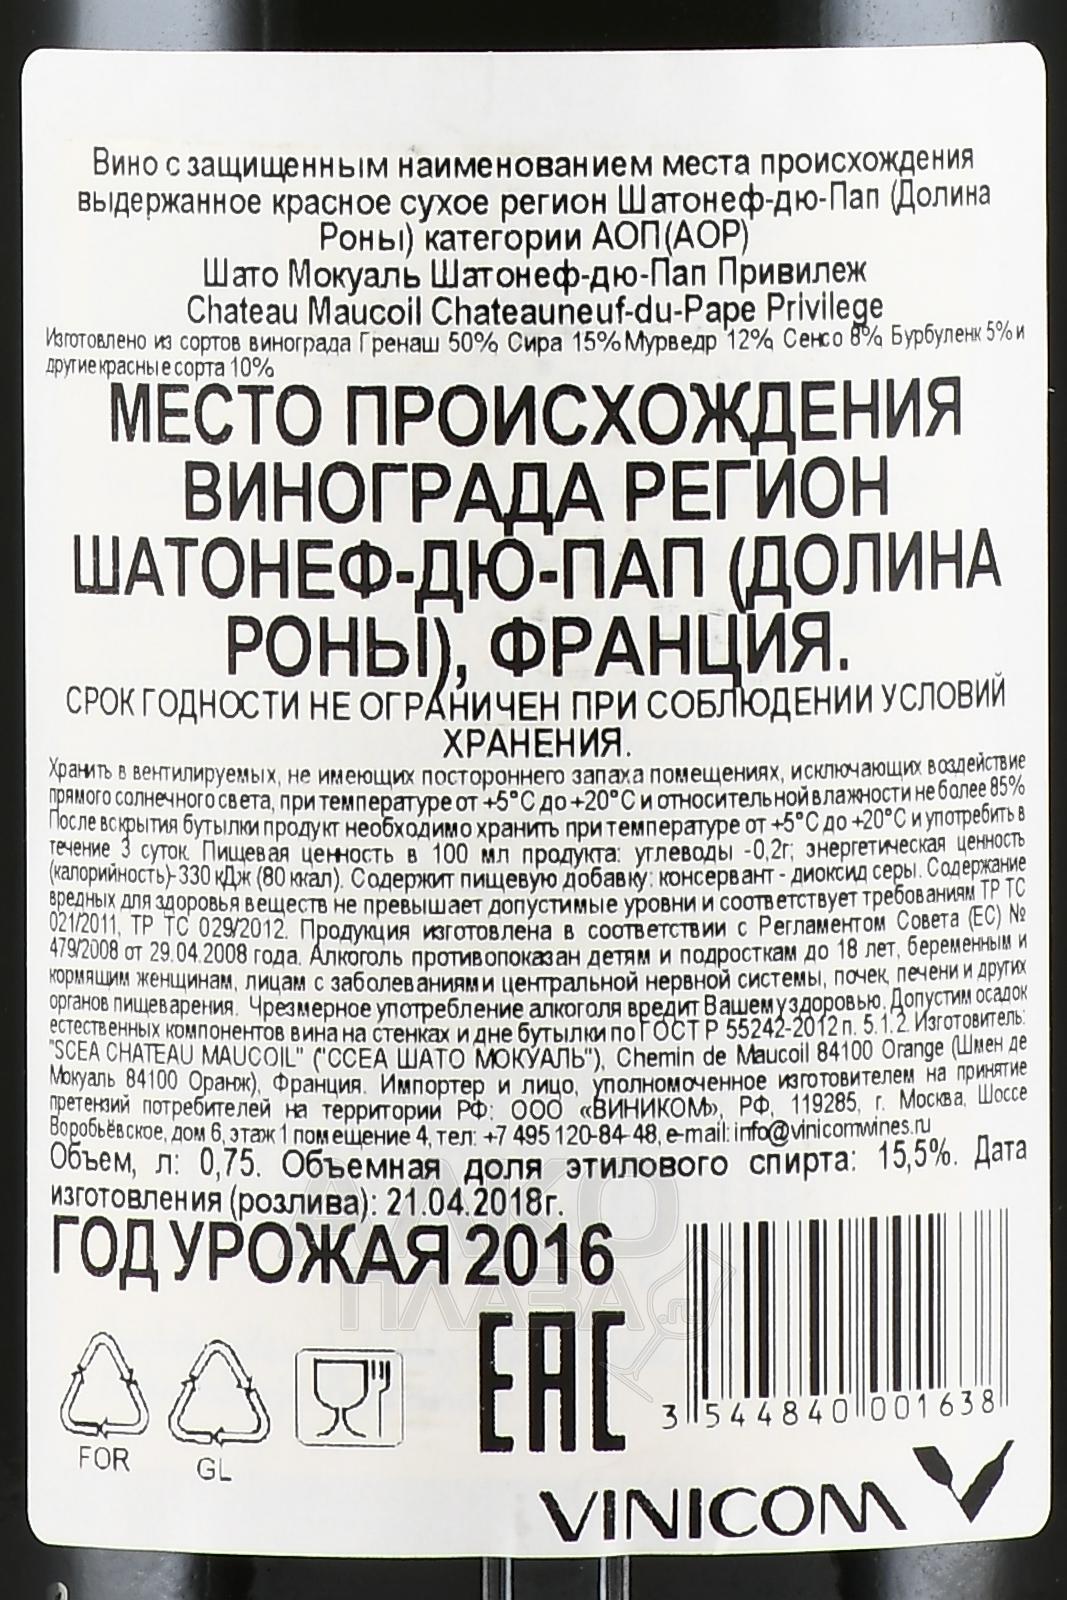 Вино с защищенным наименованием места происхождения
выдержанное красное сухое регион Шатонеф-дю-Пап (Долина
Роны) категории АОП(АОР)
Шато Мокуаль Шатонеф-дю-Пап Привилеж
Chateau Maucoil Chateauneuf-du-Pape Privilege
Изготовлено из сортов винограда Гренаш 50%, Сира 15% Мурведр 12%, Сенсо 8%, Бурбуленк 5% и
другие красные сорта 10%
МЕСТО ПРОИСХОЖДЕНИЯ
ВИНОГРАДА РЕГИОН
ШАТОНЕФ-ДЮ-ПАП (ДОЛИНА
РОНЫ), ФРАНЦИЯ.
СРОК ГОДНОСТИ НЕ ОГРАНИЧЕН ПРИ СОБЛЮДЕНИИ УСЛОВИЙ
ХРАНЕНИЯ.
Хранить в вентилируемых, не имеющих постороннего запаха помещениях, исключающих воздействие
прямого солнечного света, при температуре от +5°С до +20°С и относительной влажности не более 85%
После вскрытия бутылки продукт необходимо хранить при температуре от +5°С до +20°С и употребить в
течение 3 суток. Пищевая ценность в 100 мл продукта: углеводы -0,2г; энергетическая ценность
(калорийность)-330 кДж (80 ккал). Содержит пищевую добавку: консервант - диоксид серы. Содержание
вредных для здоровья веществ не превышает допустимые уровни и соответствует требованиям ТР ТС
021/2011, ТР ТС 029/2012. Продукция изготовлена в соответствии с Регламентом Совета (ЕС) №
479/2008 от 29.04.2008 года. Алкоголь противопоказан детям и подросткам до 18 лет, беременным и
кормящим женщинам, лицам с заболеваниями центральной нервной системы, почек, печени и других
органов пищеварения. Чрезмерное употребление алкоголя вредит Вашему здоровью. Допустим осадок
естественных компонентов вина на стенках и дне бутылки по ГОСТ Р 55242-2012 п. 5.1.2. Изготовитель:
"SCEA CHATEAU MAUCOIL" ("ССЕА ШАТО МОКУАЛЬ"), Chemin de Maucoil 84100 Orange (Шмен де
Мокуаль 84100 Оранж), Франция. Импортер и лицо, уполномоченное изготовителем на принятие
претензий потребителей на территории РФ: ООО «ВИНИКОМ», РФ, 119285, г. Москва, Шоссе
Воробьёвское, дом 6, этаж 1 помещение 4, тел: +7 495 120-84-48, e-mail: info@vinicomwines.ru
Объем, л: 0,75. Объемная доля этилового спирта: 15,5%. Дата
изготовления (розлива): 21.04.2018г.
ГОД УРОЖАЯ 2016
АЛКО
ПЛАЗА.ru
FOR
GL
EAC
3 544840 001638
VINICOM